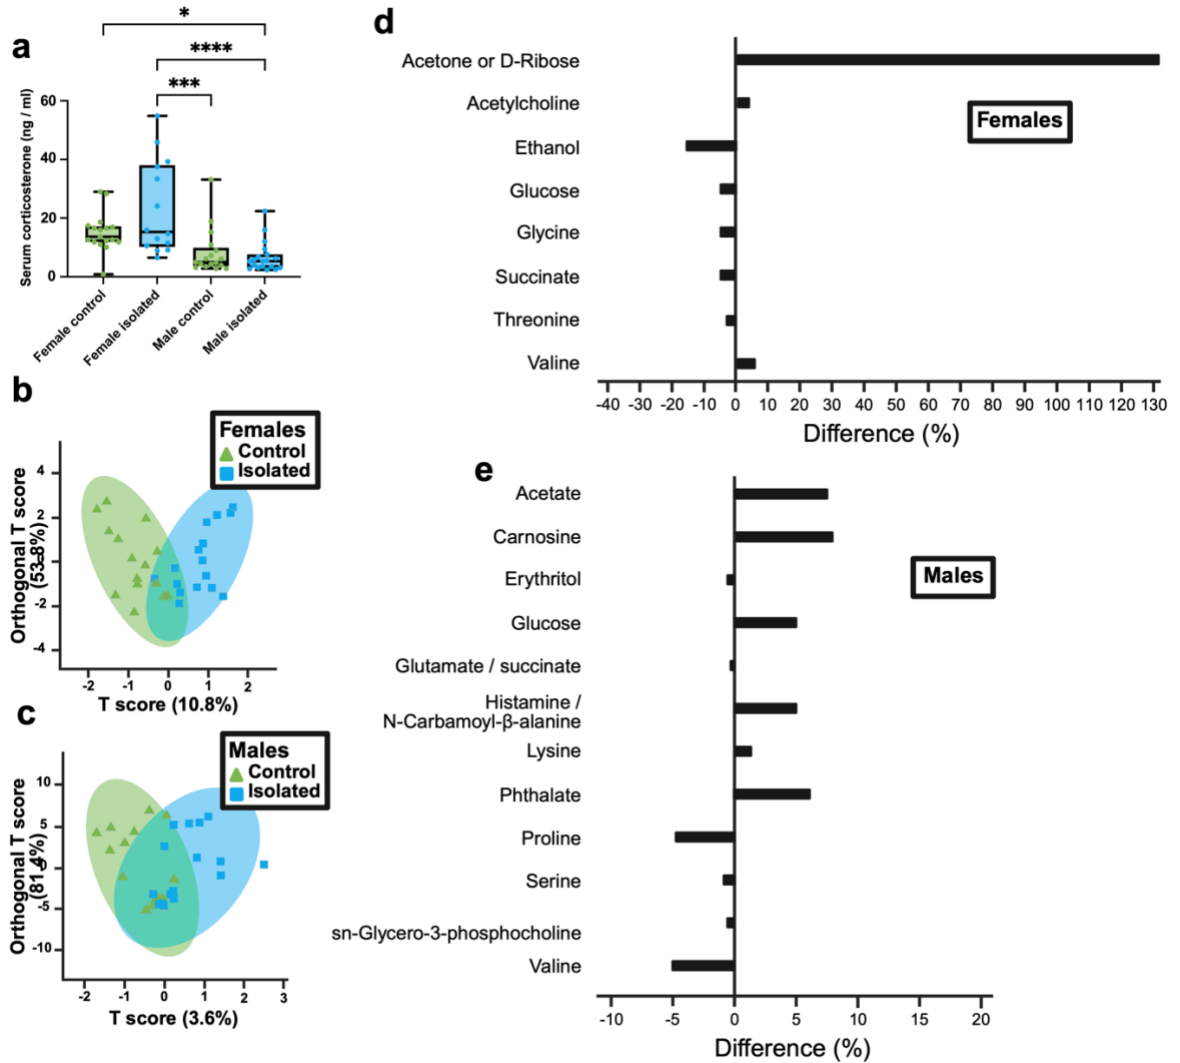 a
*
****
***
Serum corticosterone (ng / ml)
60
40
20
0
Female control
Female isolated
Male control
Male isolated
b
Females
Control
Isolated
Orthogonal T score
(53.8%)
4
2
0
-2
-4
-2 -1 0 1 2
T score (10.8%)
c
Males
Control
Isolated
Orthogonal T score
(81.4%)
10
5
0
-5
-10
-2 -1 0 1 2 3
T score (3.6%)
d
Females
Acetone or D-Ribose
Acetylcholine
Ethanol
Glucose
Glycine
Succinate
Threonine
Valine
-40 -30 -20 -10 0 10 20 30 40 50 60 70 80 90 100 110 120 130
Difference (%)
e
Males
Acetate
Carnosine
Erythritol
Glucose
Glutamate / succinate
Histamine /
N-Carbamoyl-β-alanine
Lysine
Phthalate
Proline
Serine
sn-Glycero-3-phosphocholine
Valine
-10 -5 0 5 10 15 20
Difference (%)